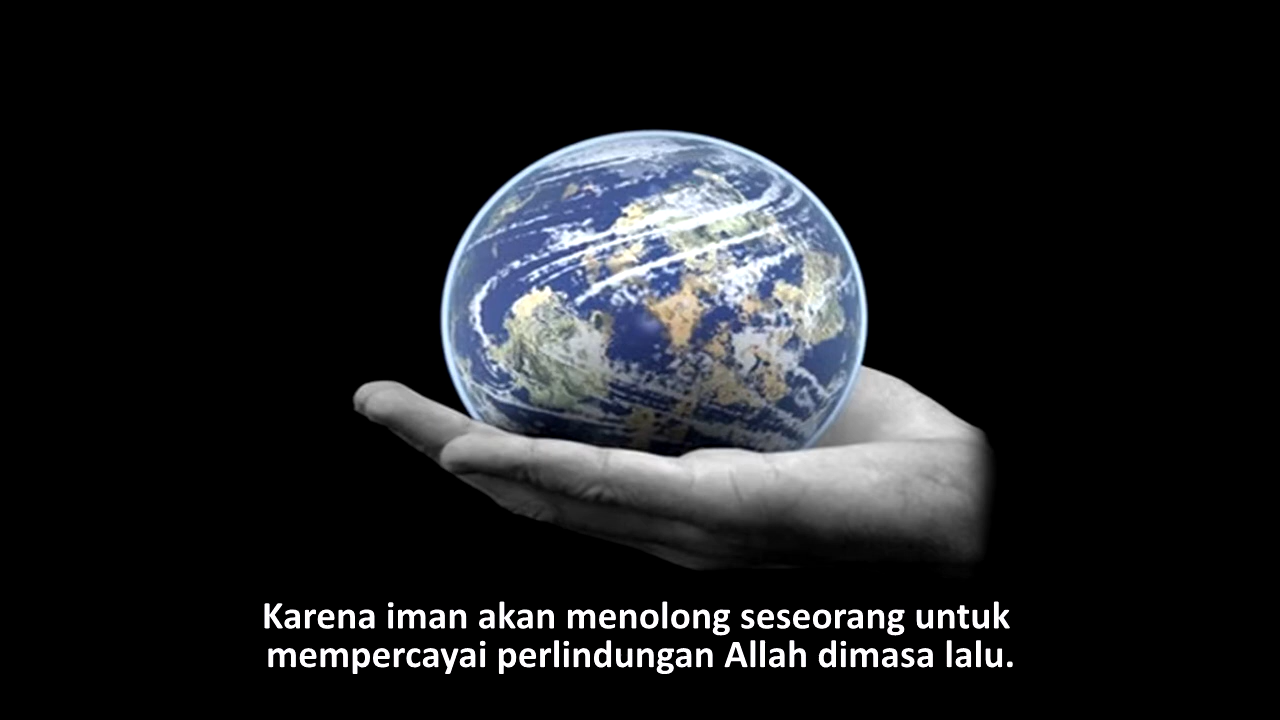 Karena iman akan menolong seseorang untuk
mempercayai perlindungan Allah dimasa lalu.